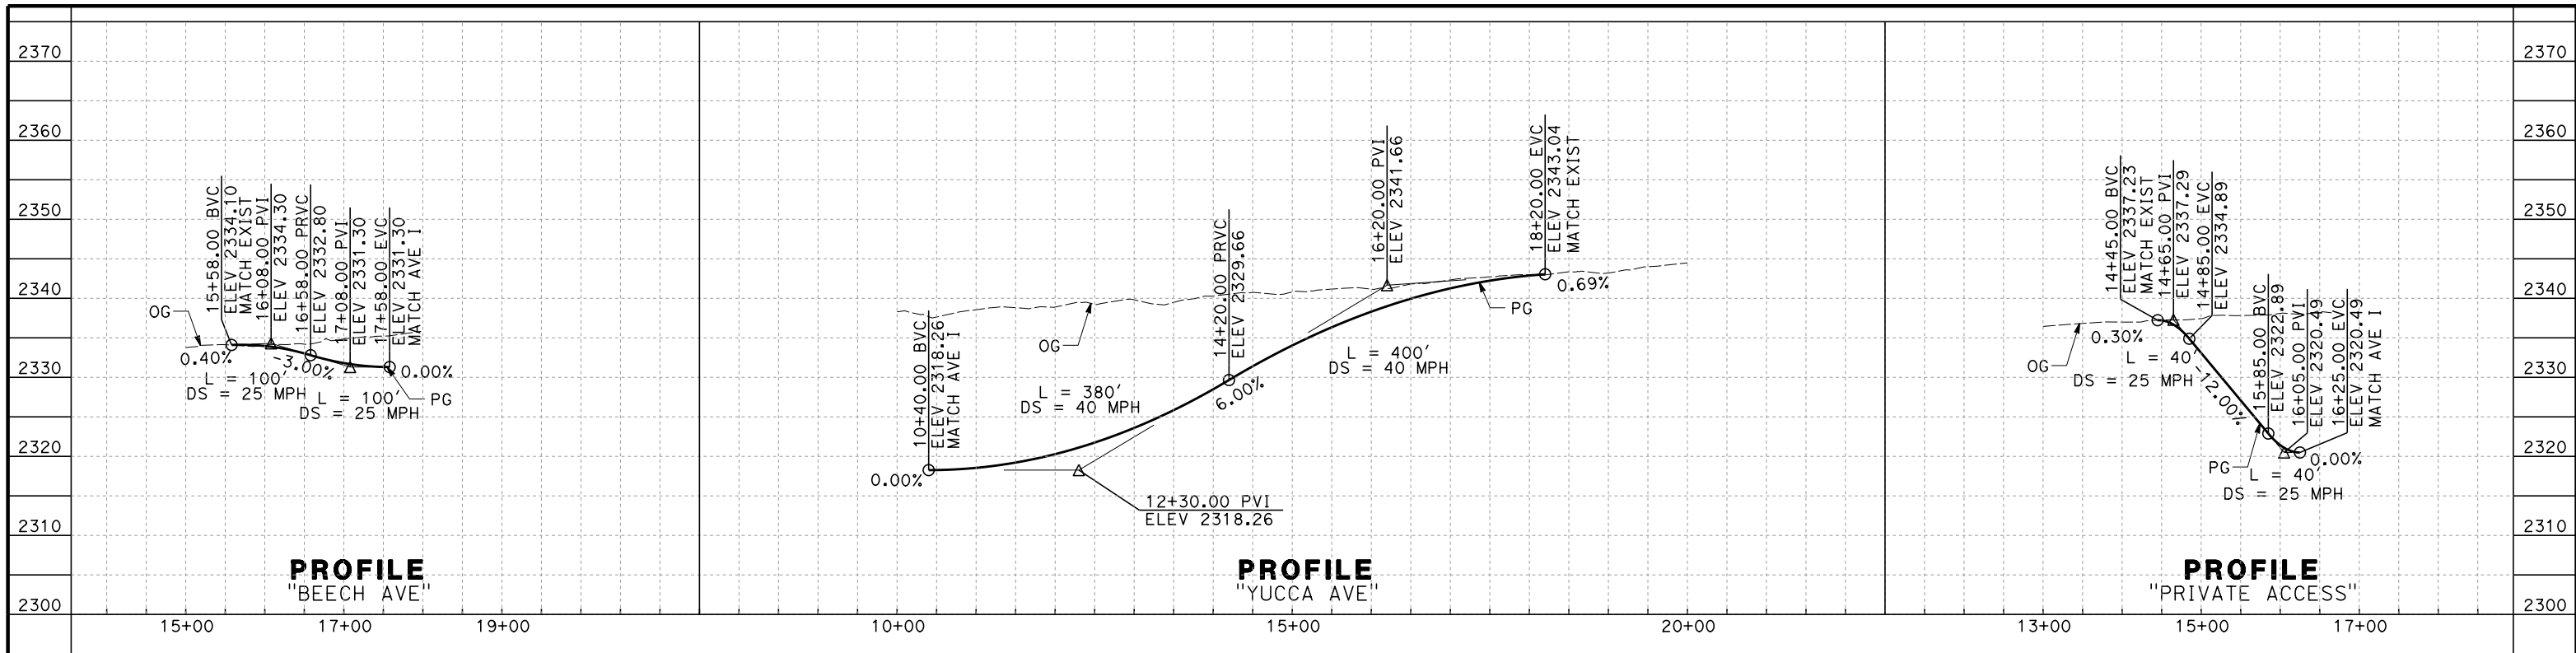 2370
2360
2350
2340
2330
2320
2310
2300
15+58.00 BVC
ELEV 2334.10
MATCH EXIST
16+08.00 PVI
ELEV 2334.30
16+58.00 PRVC
ELEV 2332.80
17+08.00 PVI
ELEV 2331.30
17+58.00 EVC
ELEV 2331.30
MATCH AVE I
OG
0.40%
-3.00%
0.00%
L = 100'
DS = 25 MPH
L = 100'
DS = 25 MPH
PG
PROFILE
"BEECH AVE"
15+00
17+00
19+00
10+40.00 BVC
ELEV 2318.26
MATCH AVE I
14+20.00 PRVC
ELEV 2329.66
16+20.00 PVI
ELEV 2341.66
18+20.00 EVC
ELEV 2343.04
MATCH EXIST
OG
0.69%
PG
L = 400'
DS = 40 MPH
L = 380'
DS = 40 MPH
6.00%
0.00%
12+30.00 PVI
ELEV 2318.26
PROFILE
"YUCCA AVE"
10+00
15+00
20+00
14+45.00 BVC
ELEV 2337.23
MATCH EXIST
14+65.00 PVI
ELEV 2337.29
14+85.00 EVC
ELEV 2334.89
15+85.00 BVC
ELEV 2322.89
16+05.00 PVI
ELEV 2320.49
16+25.00 EVC
ELEV 2320.49
MATCH AVE I
0.30%
OG
L = 40'
DS = 25 MPH
-12.00%
PG
0.00%
L = 40'
DS = 25 MPH
PROFILE
"PRIVATE ACCESS"
13+00
15+00
17+00
2370
2360
2350
2340
2330
2320
2310
2300